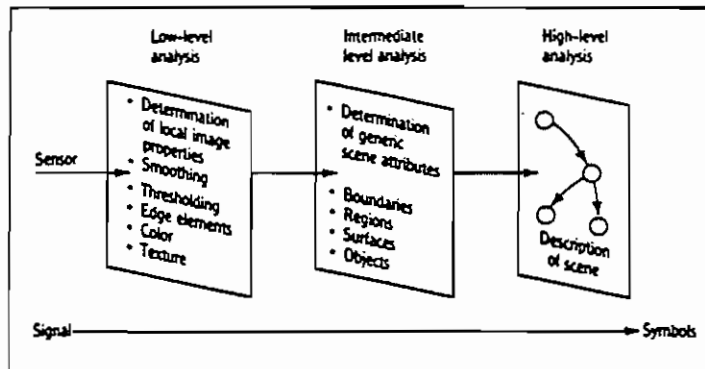 Low-level
analysis
Intermediate
level analysis
High-level
analysis
Sensor
• Determination
of local image
properties
• Smoothing
• Thresholding
• Edge elements
• Color
• Texture
• Determination
of generic
scene attributes
• Boundaries
• Regions
• Surfaces
• Objects
Description
of scene
Signal
Symbols